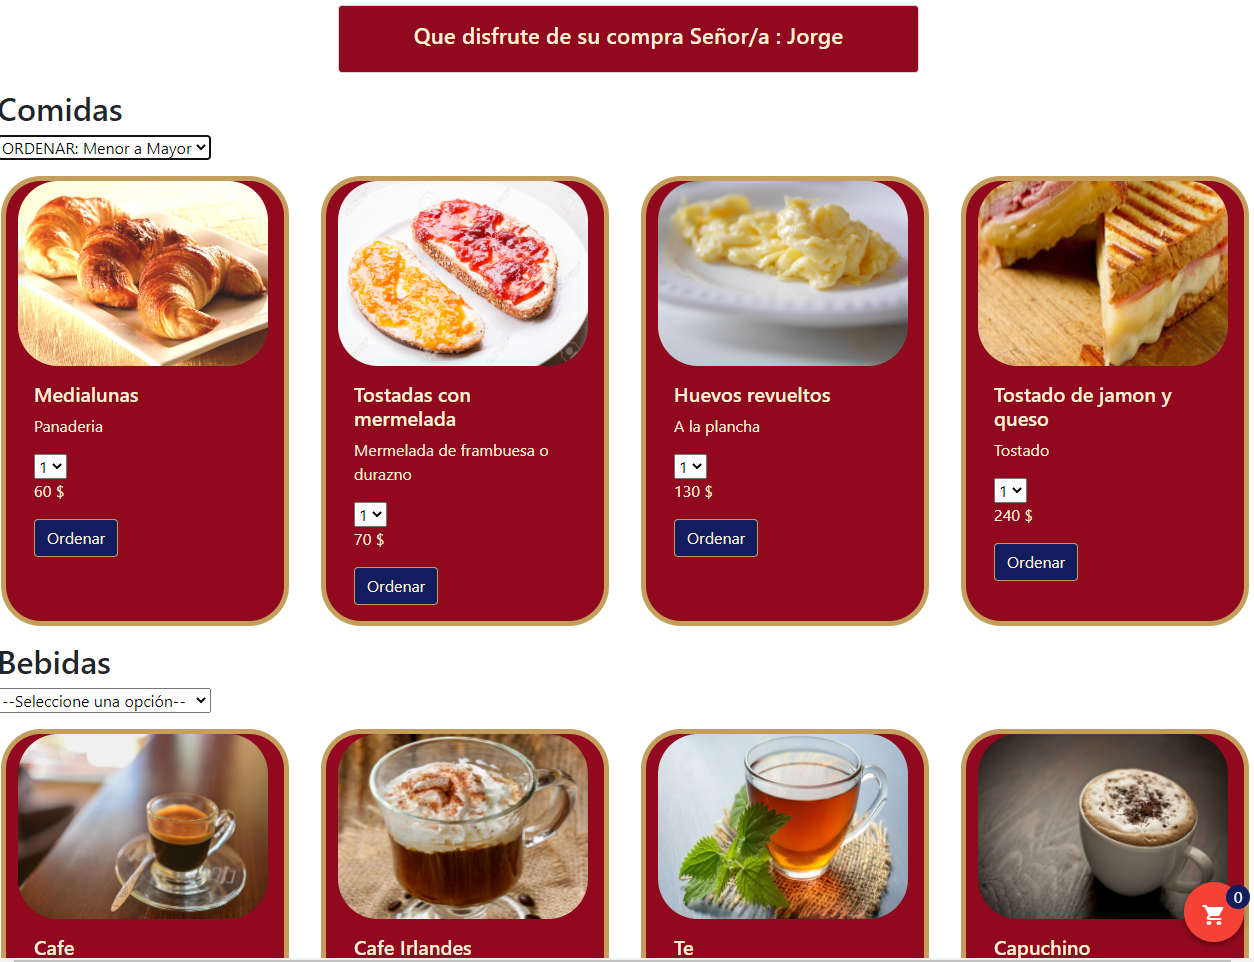 Que disfrute de su compra Señor/a : Jorge
Comidas
ORDENAR: Menor a Mayor
Medialunas
Panaderia
1
60 $
Ordenar
Tostadas con
mermelada
Mermelada de frambuesa o
durazno
1
70 $
Ordenar
Huevos revueltos
A la plancha
1
130 $
Ordenar
Tostado de jamon y
queso
Tostado
1
240 $
Ordenar
Bebidas
--Seleccione una opción--
Cafe
Cafe Irlandes
Te
Capuchino
0